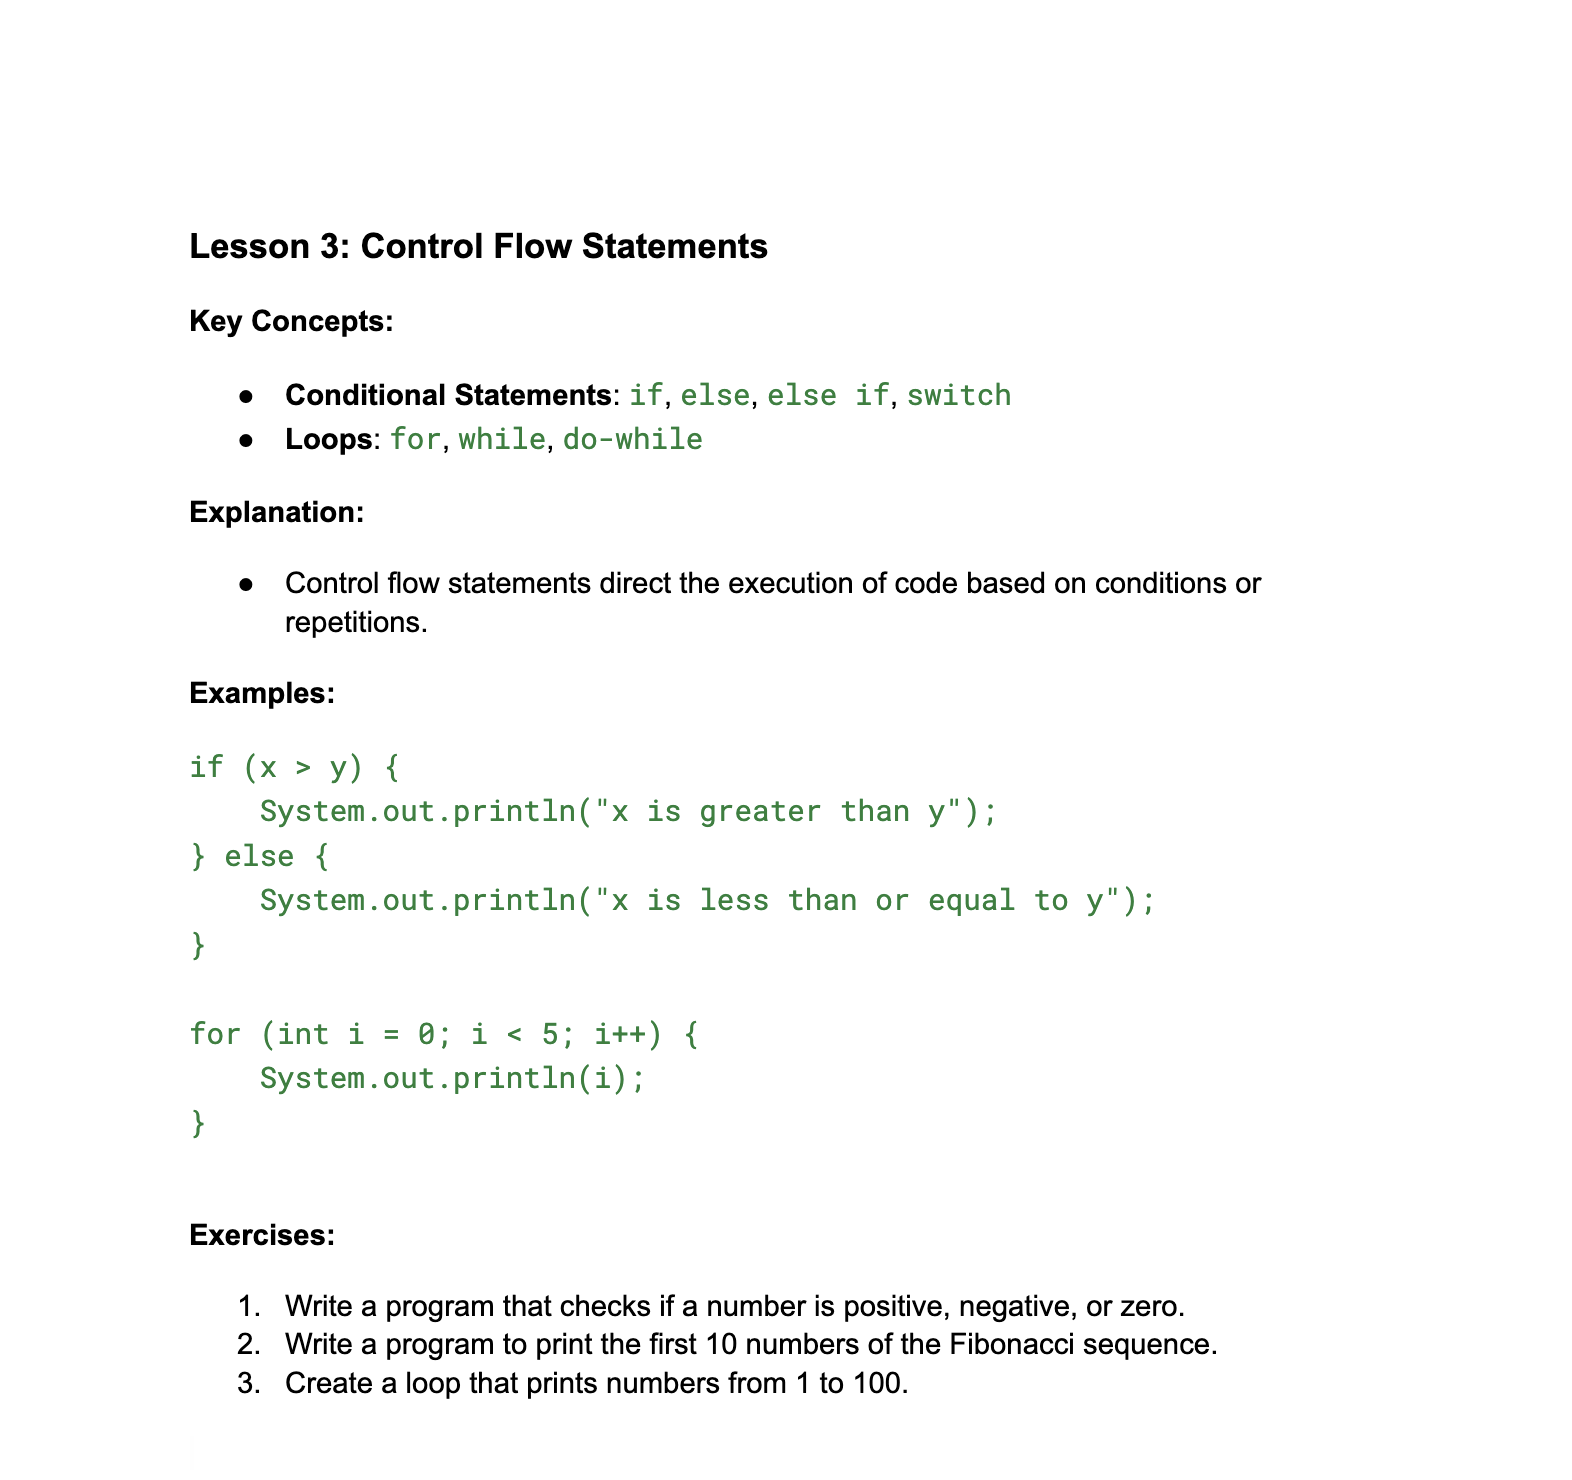 Lesson 3: Control Flow Statements
Key Concepts:
● Conditional Statements: if, else, else if, switch
● Loops: for, while, do-while
Explanation:
● Control flow statements direct the execution of code based on conditions or
repetitions.
Examples:
if (x > y) {
    System.out.println("x is greater than y");
} else {
    System.out.println("x is less than or equal to y");
}
for (int i = 0; i < 5; i++) {
    System.out.println(i);
}
Exercises:
1. Write a program that checks if a number is positive, negative, or zero.
2. Write a program to print the first 10 numbers of the Fibonacci sequence.
3. Create a loop that prints numbers from 1 to 100.